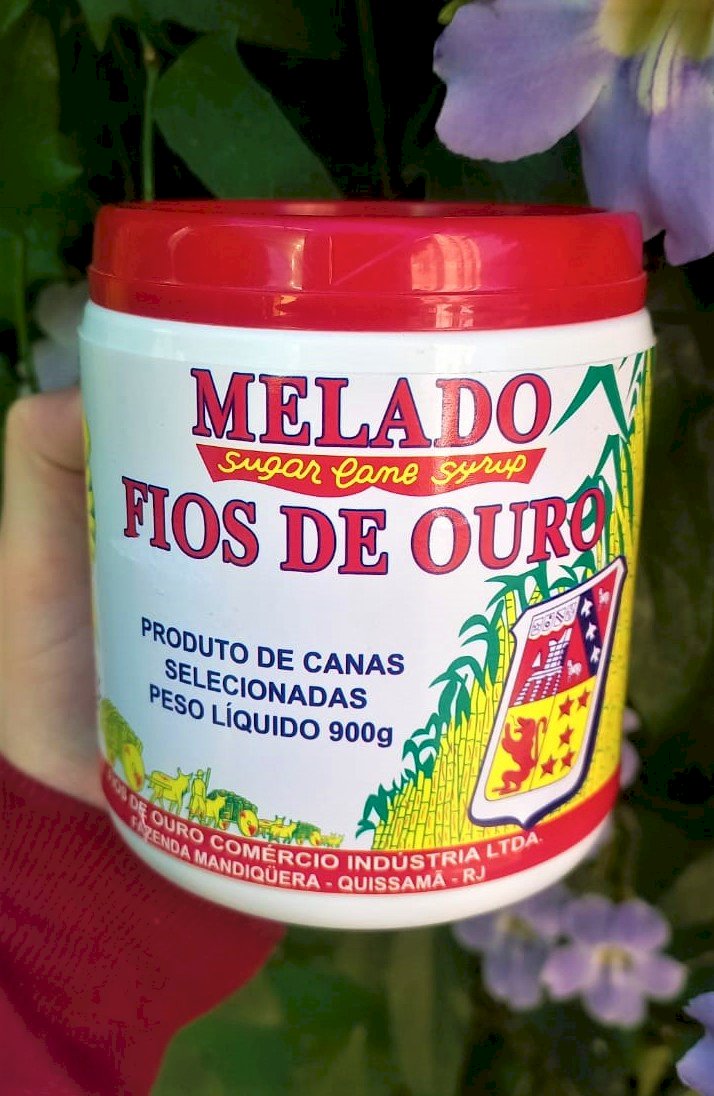 MELADO
Sugar Cane Syrup
FIOS DE OURO
PRODUTO DE CANAS
SELECIONADAS
PESO LÍQUIDO 900g
FIOS DE OURO COMÉRCIO INDÚSTRIA LTDA.
FAZENDA MANDIQÜERA - QUISSAMÃ - RJ